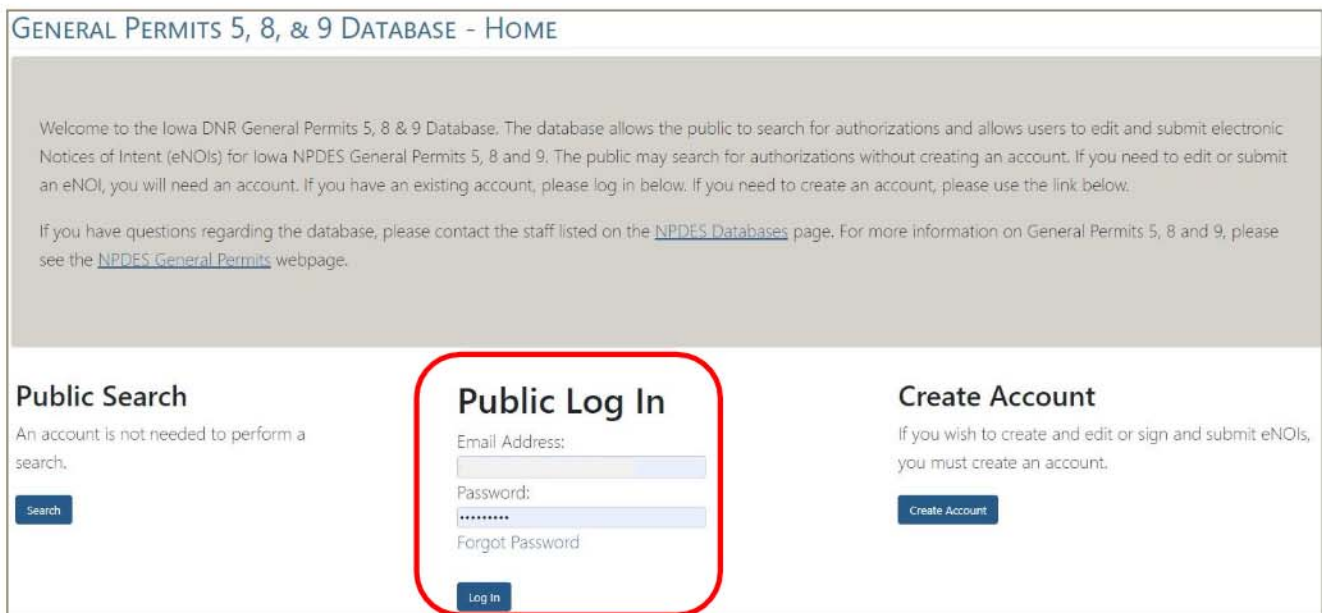 GENERAL PERMITS 5, 8, & 9 DATABASE - HOME
Welcome to the Iowa DNR General Permits 5, 8 & 9 Database. The database allows the public to search for authorizations and allows users to edit and submit electronic
Notices of Intent (eNOIs) for Iowa NPDES General Permits 5, 8 and 9. The public may search for authorizations without creating an account. If you need to edit or submit
an eNOI, you will need an account. If you have an existing account, please log in below. If you need to create an account, please use the link below.
If you have questions regarding the database, please contact the staff listed on the NPDES Databases page. For more information on General Permits 5, 8 and 9, please
see the NPDES General Permits webpage.
Public Search
An account is not needed to perform a
search.
Search
Public Log In
Email Address:
Password:
•••••••••
Forgot Password
Log In
Create Account
If you wish to create and edit or sign and submit eNOIs,
you must create an account.
Create Account